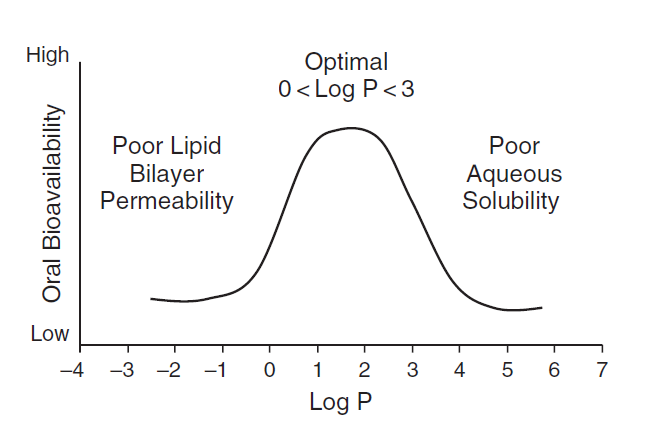 High
Optimal
0 < Log P < 3
Poor Lipid
Bilayer
Permeability
Poor
Aqueous
Solubility
Oral Bioavailability
Low
–4 –3 –2 –1 0 1 2 3 4 5 6 7
Log P